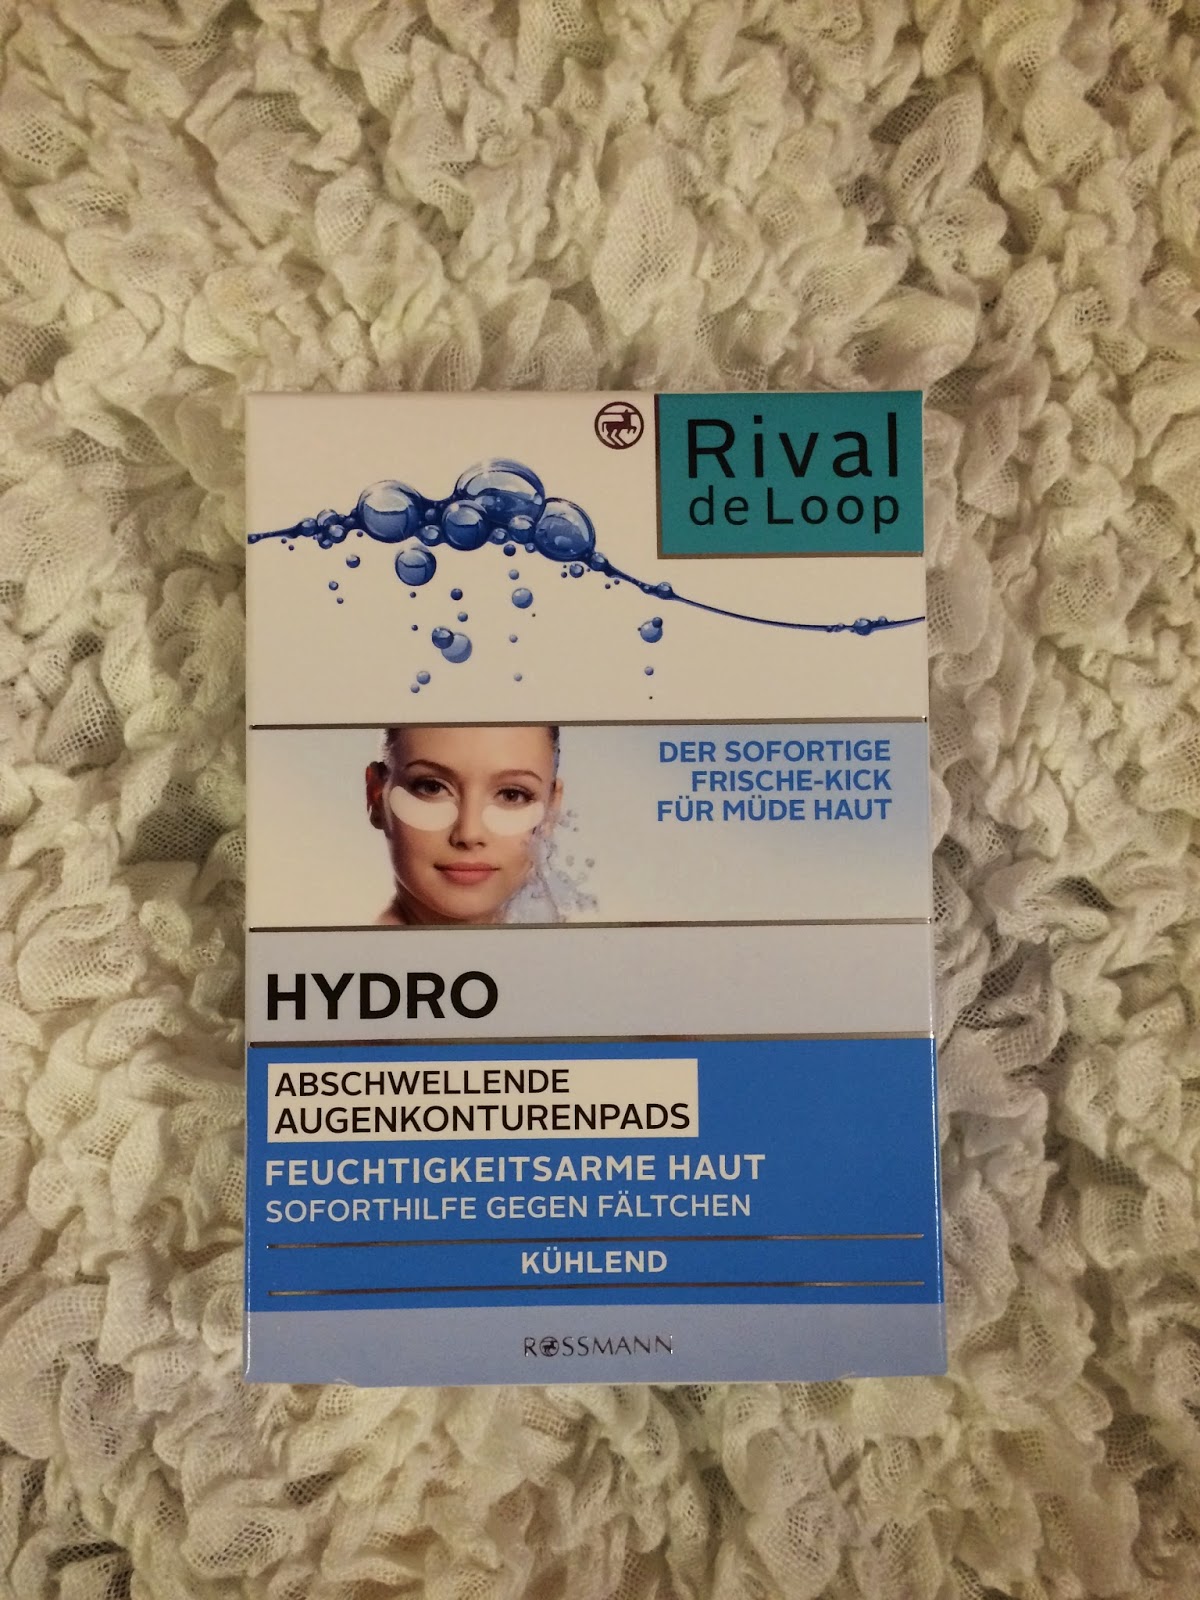 Rival
de Loop
DER SOFORTIGE
FRISCHE-KICK
FÜR MÜDE HAUT
HYDRO
ABSCHWELLENDE
AUGENKONTURENPADS
FEUCHTIGKEITSARME HAUT
SOFORTHILFE GEGEN FÄLTCHEN
KÜHLEND
ROSSMANN